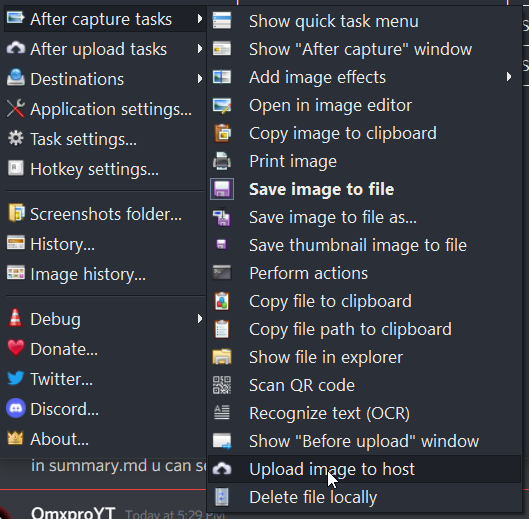 After capture tasks
About upload tasks
Destinations
Application settings...
Task settings...
Hotkey settings...
Screenshots folder...
History...
Image history...
Debug
Donate...
Twitter...
Discord...
About...
Show quick task menu
Show "After capture" window
Add image effects
Open in image editor
Copy image to clipboard
Print image
Save image to file
Save image to file as...
Save thumbnail image to file
Perform actions
Copy file to clipboard
Copy file path to clipboard
Show file in explorer
Scan QR code
Recognize text (OCR)
Show "Before upload" window
Upload image to host
Delete file locally
in summary.md u can se
OmxproYT Today at 5:29 PM